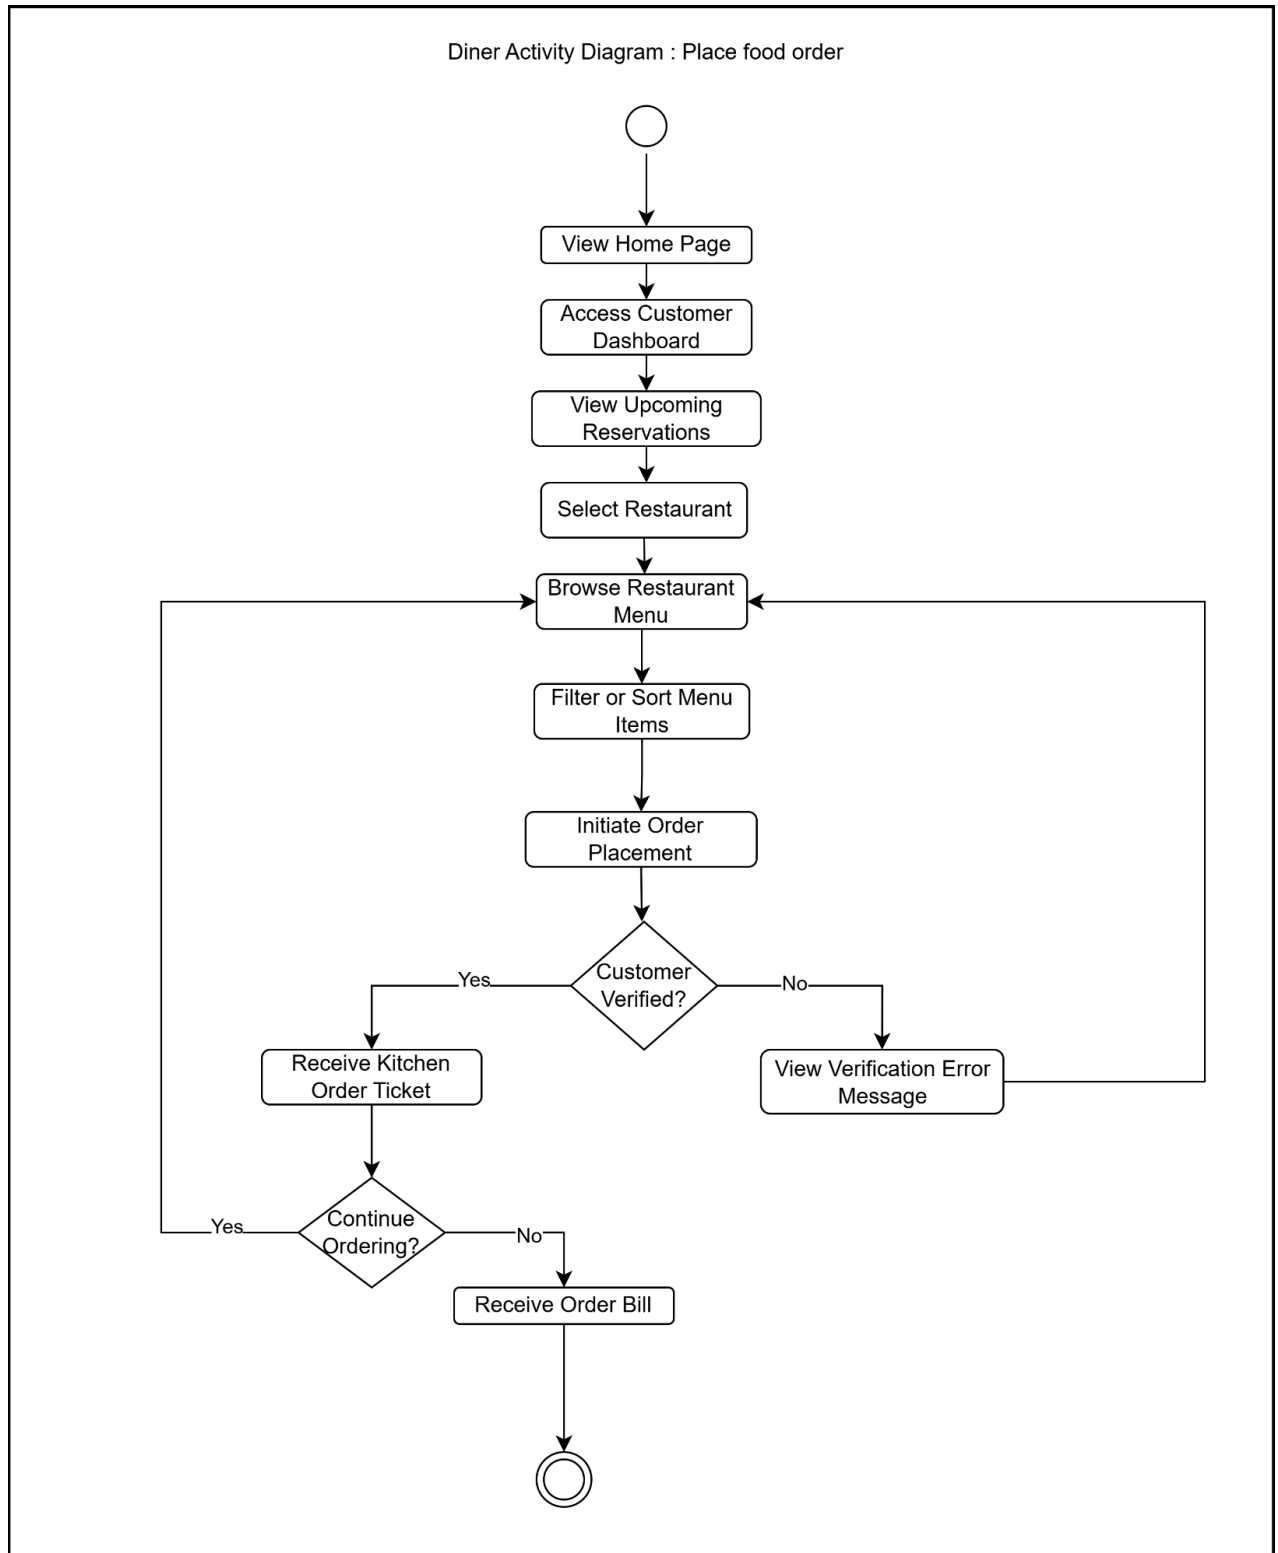 Diner Activity Diagram : Place food order
View Home Page
Access Customer
Dashboard
View Upcoming
Reservations
Select Restaurant
Browse Restaurant
Menu
Filter or Sort Menu
Items
Initiate Order
Placement
Customer
Verified?
Yes
No
Receive Kitchen
Order Ticket
View Verification Error
Message
Continue
Ordering?
Yes
No
Receive Order Bill